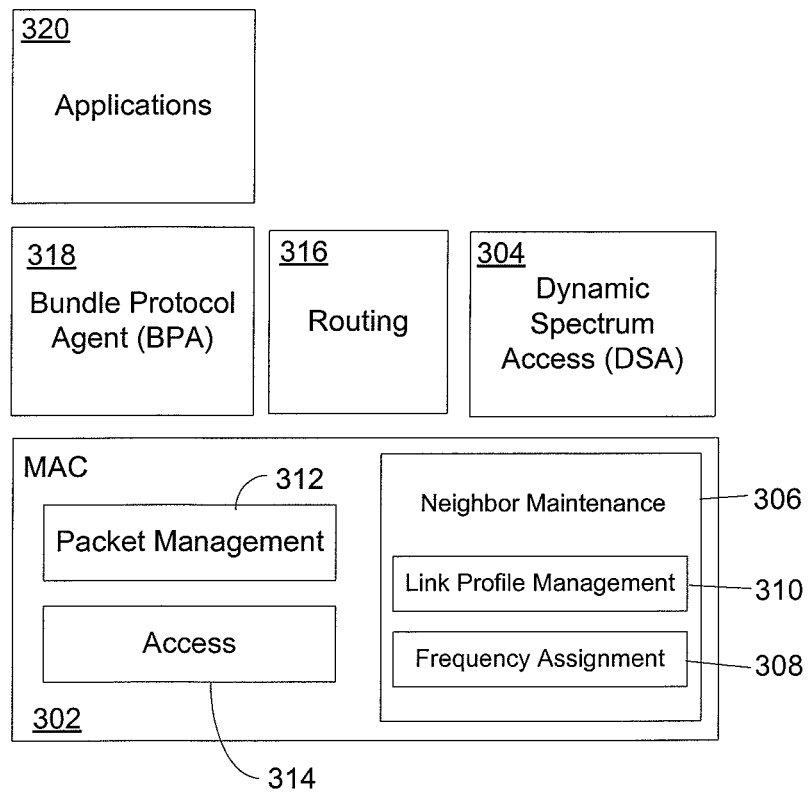 320
Applications
318
Bundle Protocol
Agent (BPA)
316
Routing
304
Dynamic
Spectrum
Access (DSA)
MAC
312
Packet Management
Access
302
314
Neighbor Maintenance
306
Link Profile Management
310
Frequency Assignment
308